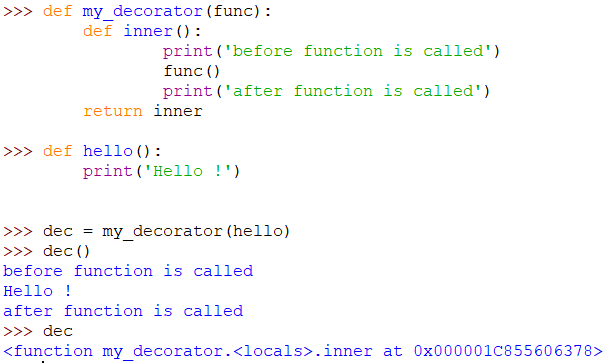 >>> def my_decorator(func):
        def inner():
                print('before function is called')
                func()
                print('after function is called')
        return inner

>>> def hello():
        print('Hello !')


>>> dec = my_decorator(hello)
>>> dec()
before function is called
Hello !
after function is called
>>> dec
<function my_decorator.<locals>.inner at 0x000001C855606378>